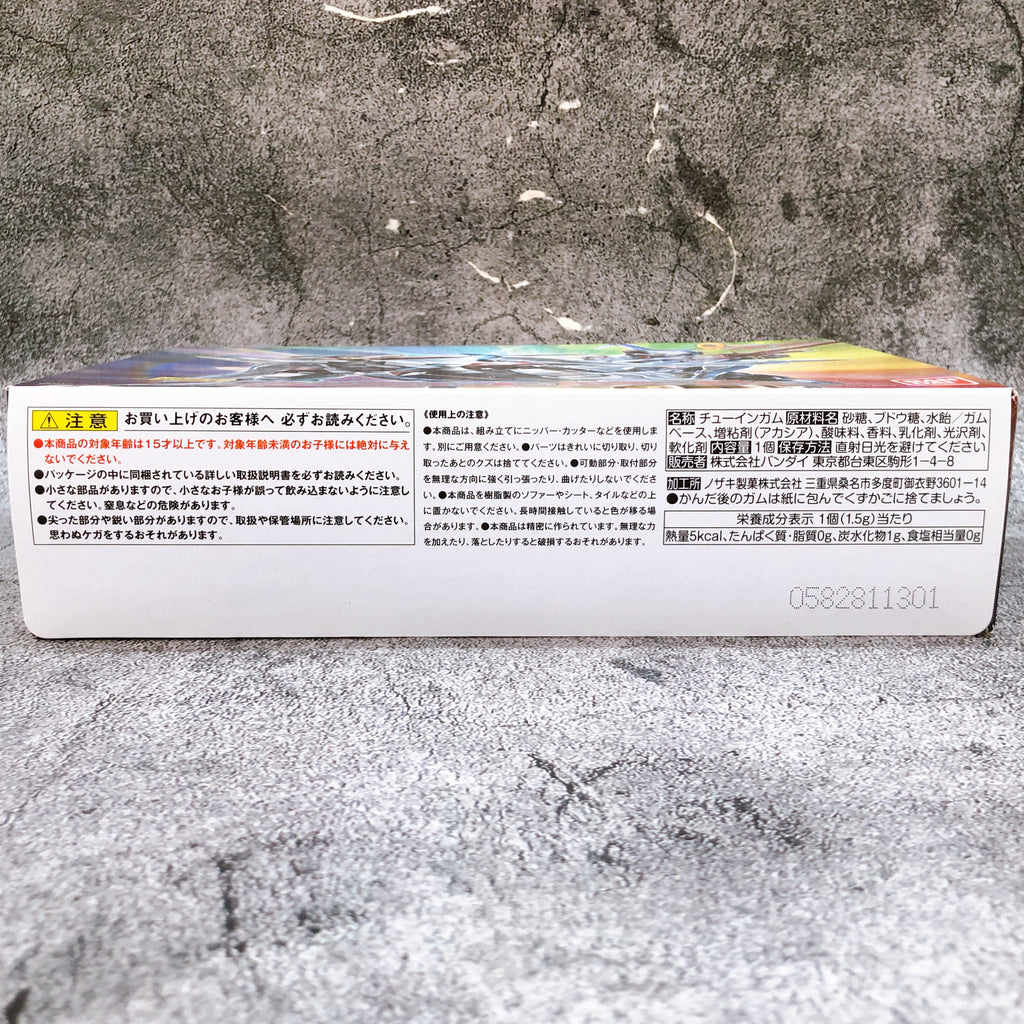 BANDAI
注意 お買い上げのお客様へ 必ずお読みください。
●本商品の対象年齢は15才以上です。対象年齢未満のお子様には絶対に与え
ないでください。
●パッケージの中に同梱されている詳しい取扱説明書を必ずお読みください。
●小さな部品がありますので、小さなお子様が誤って飲み込まないように注意し
てください。窒息などの危険があります。
●尖った部分や鋭い部分がありますので、取扱や保管場所に注意してください。
思わぬケガをするおそれがあります。
《使用上の注意》
●本商品は、組み立てにニッパー・カッターなどを使用しま
す。別にご用意ください。●パーツはきれいに切り取り、切り
取ったあとのクズは捨ててください。●可動部分・取付部分
を無理な方向に強く引っ張ったり、曲げたりしないでくださ
い。●本商品を樹脂製のソファーやシート、タイルなどの上
に置かないでください。長時間接触していると色が移る場
合があります。●本商品は精密に作られています。無理な力
を加えたり、落としたりすると破損するおそれがあります。
名称 チューインガム 原材料名 砂糖、ブドウ糖、水飴／ガム
ベース、増粘剤（アカシア）、酸味料、香料、乳化剤、光沢剤、
軟化剤 内容量 1個 保存方法 直射日光を避けてください
販売者 株式会社バンダイ 東京都台東区駒形1－4－8
加工所 ノザキ製菓株式会社 三重県桑名市多度町御衣野3601－14
●かんだ後のガムは紙に包んでくずかごに捨てましょう。
栄養成分表示 1個（1.5g）当たり
熱量5kcal、たんぱく質・脂質0g、炭水化物1g、食塩相当量0g
0582811301